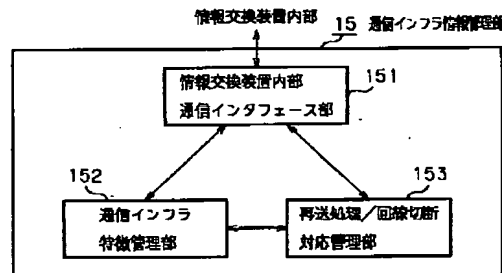 情報交換装置内部
15 通信インフラ情報管理部
情報交換装置内部
通信インタフェース部
151
152
通信インフラ
特徴管理部
153
再送処理/回線切断
対応管理部